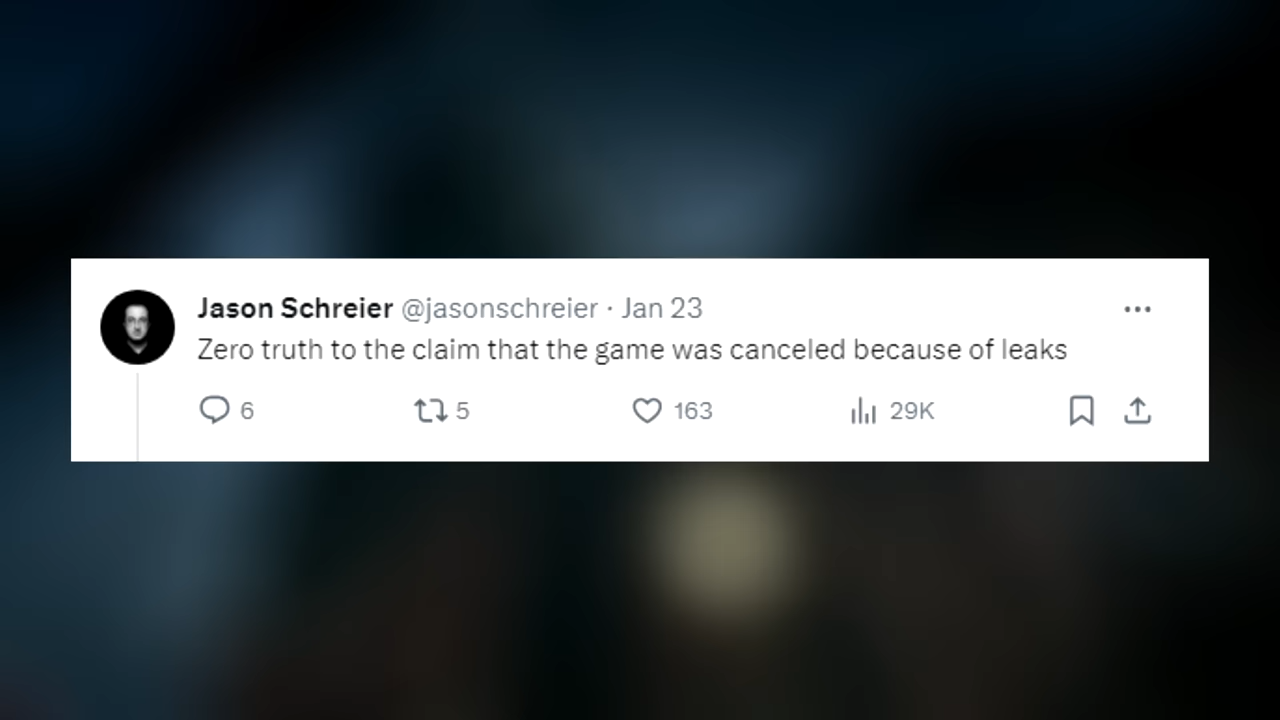 Jason Schreier @jasonschreier · Jan 23
Zero truth to the claim that the game was canceled because of leaks
6 5 163 29K